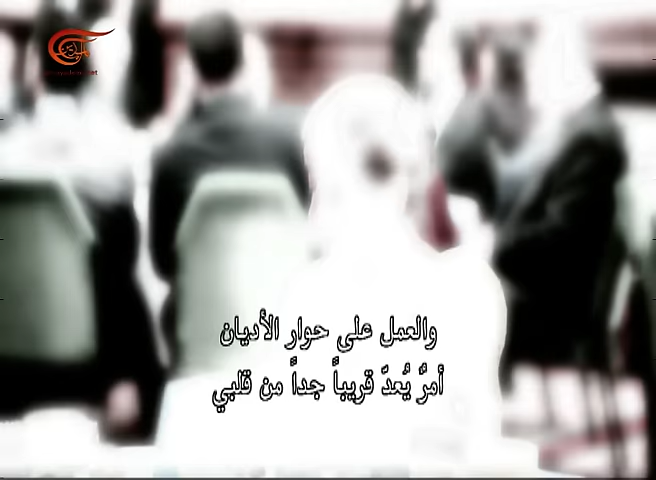 والعمل على حوار الأديان
أمرٌ يُعدّ قريباً جداً من قلبي